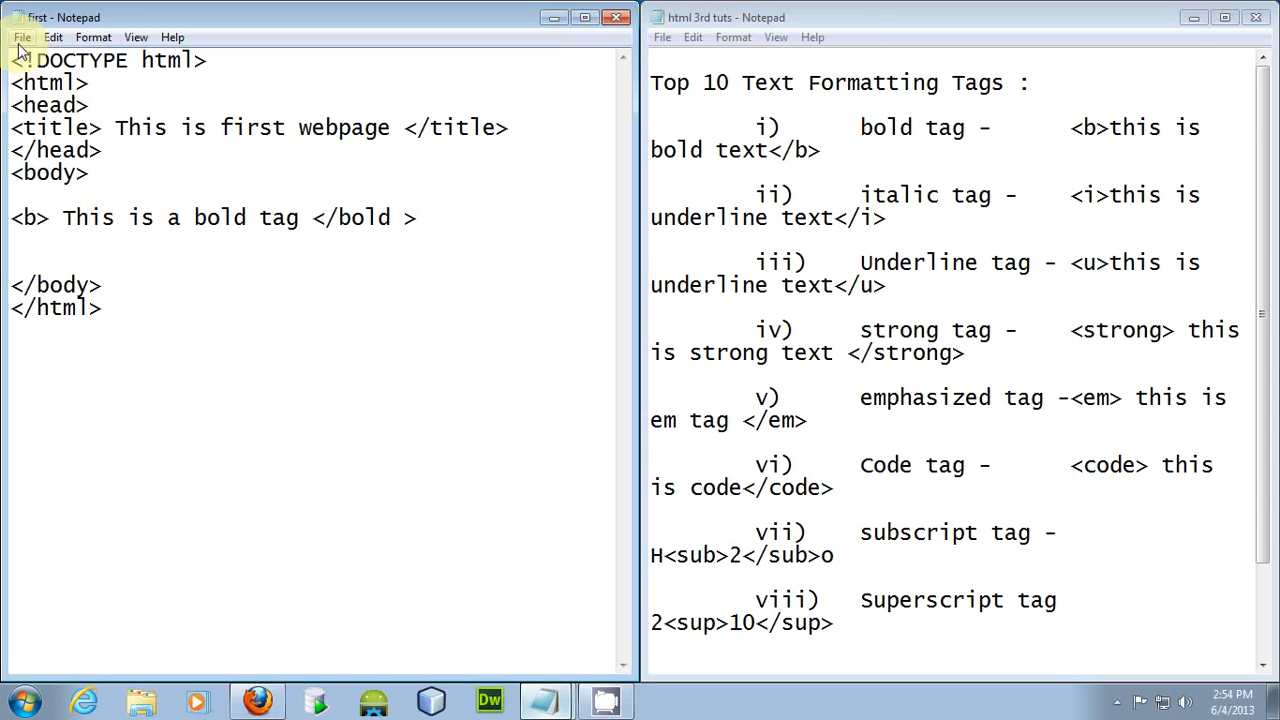 first - Notepad
File Edit Format View Help
<!DOCTYPE html>
<html>
<head>
<title> This is first webpage </title>
</head>
<body>
<b> This is a bold tag </bold >
</body>
</html>
html 3rd tuts - Notepad
File Edit Format View Help
Top 10 Text Formatting Tags :
i) bold tag - <b>this is
bold text</b>
ii) italic tag - <i>this is
underline text</i>
iii) Underline tag - <u>this is
underline text</u>
iv) strong tag - <strong> this
is strong text </strong>
v) emphasized tag -<em> this is
em tag </em>
vi) Code tag - <code> this
is code</code>
vii) subscript tag -
H<sub>2</sub>o
viii) Superscript tag
2<sup>10</sup>
Dw
2:54 PM
6/4/2013